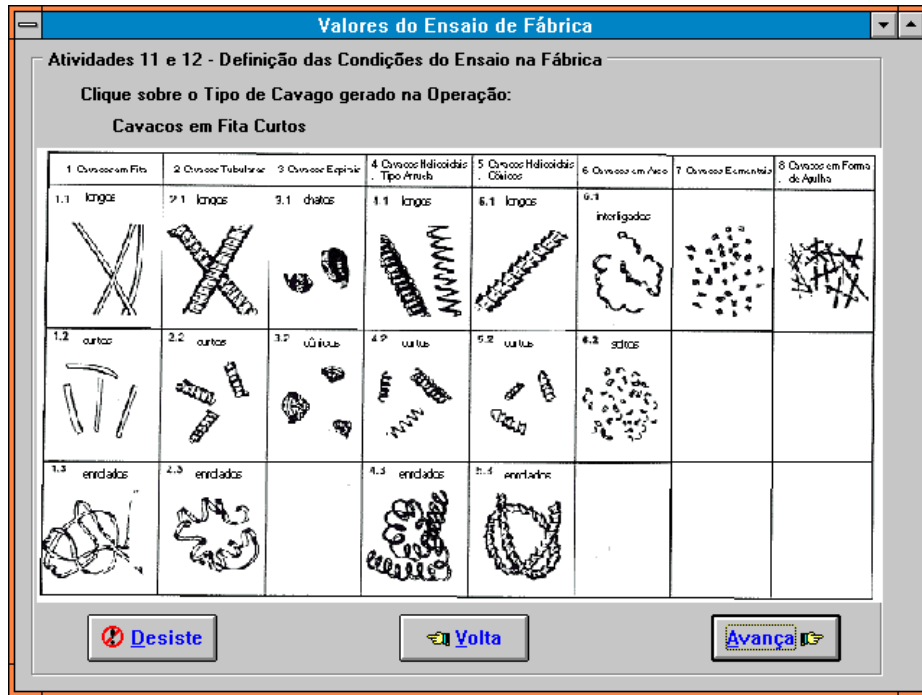 Valores do Ensaio de Fábrica
Atividades 11 e 12 - Definição das Condições do Ensaio na Fábrica
Clique sobre o Tipo de Cavago gerado na Operação:
Cavacos em Fita Curtos
1 Cavacos em Fita
2 Cavacos Tubulares
3 Cavacos Espirais
4 Cavacos Helicoidais
. Tipo Arruela
5 Cavacos Helicoidais
. Cônicos
6 Cavacos em Arco
7 Cavacos Elementais
8 Cavacos em Forma
. de Agulha
1.1 longos
2.1 longos
3.1 chatos
4.1 longos
5.1 longos
6.1
interligados
1.2 curtos
2.2 curtos
3.2 cônicos
4.2 curtos
5.2 curtos
6.2 soltos
1.3 enrolados
2.3 enrolados
4.3 enrolados
5.3 enrolados
Desiste
Volta
Avança